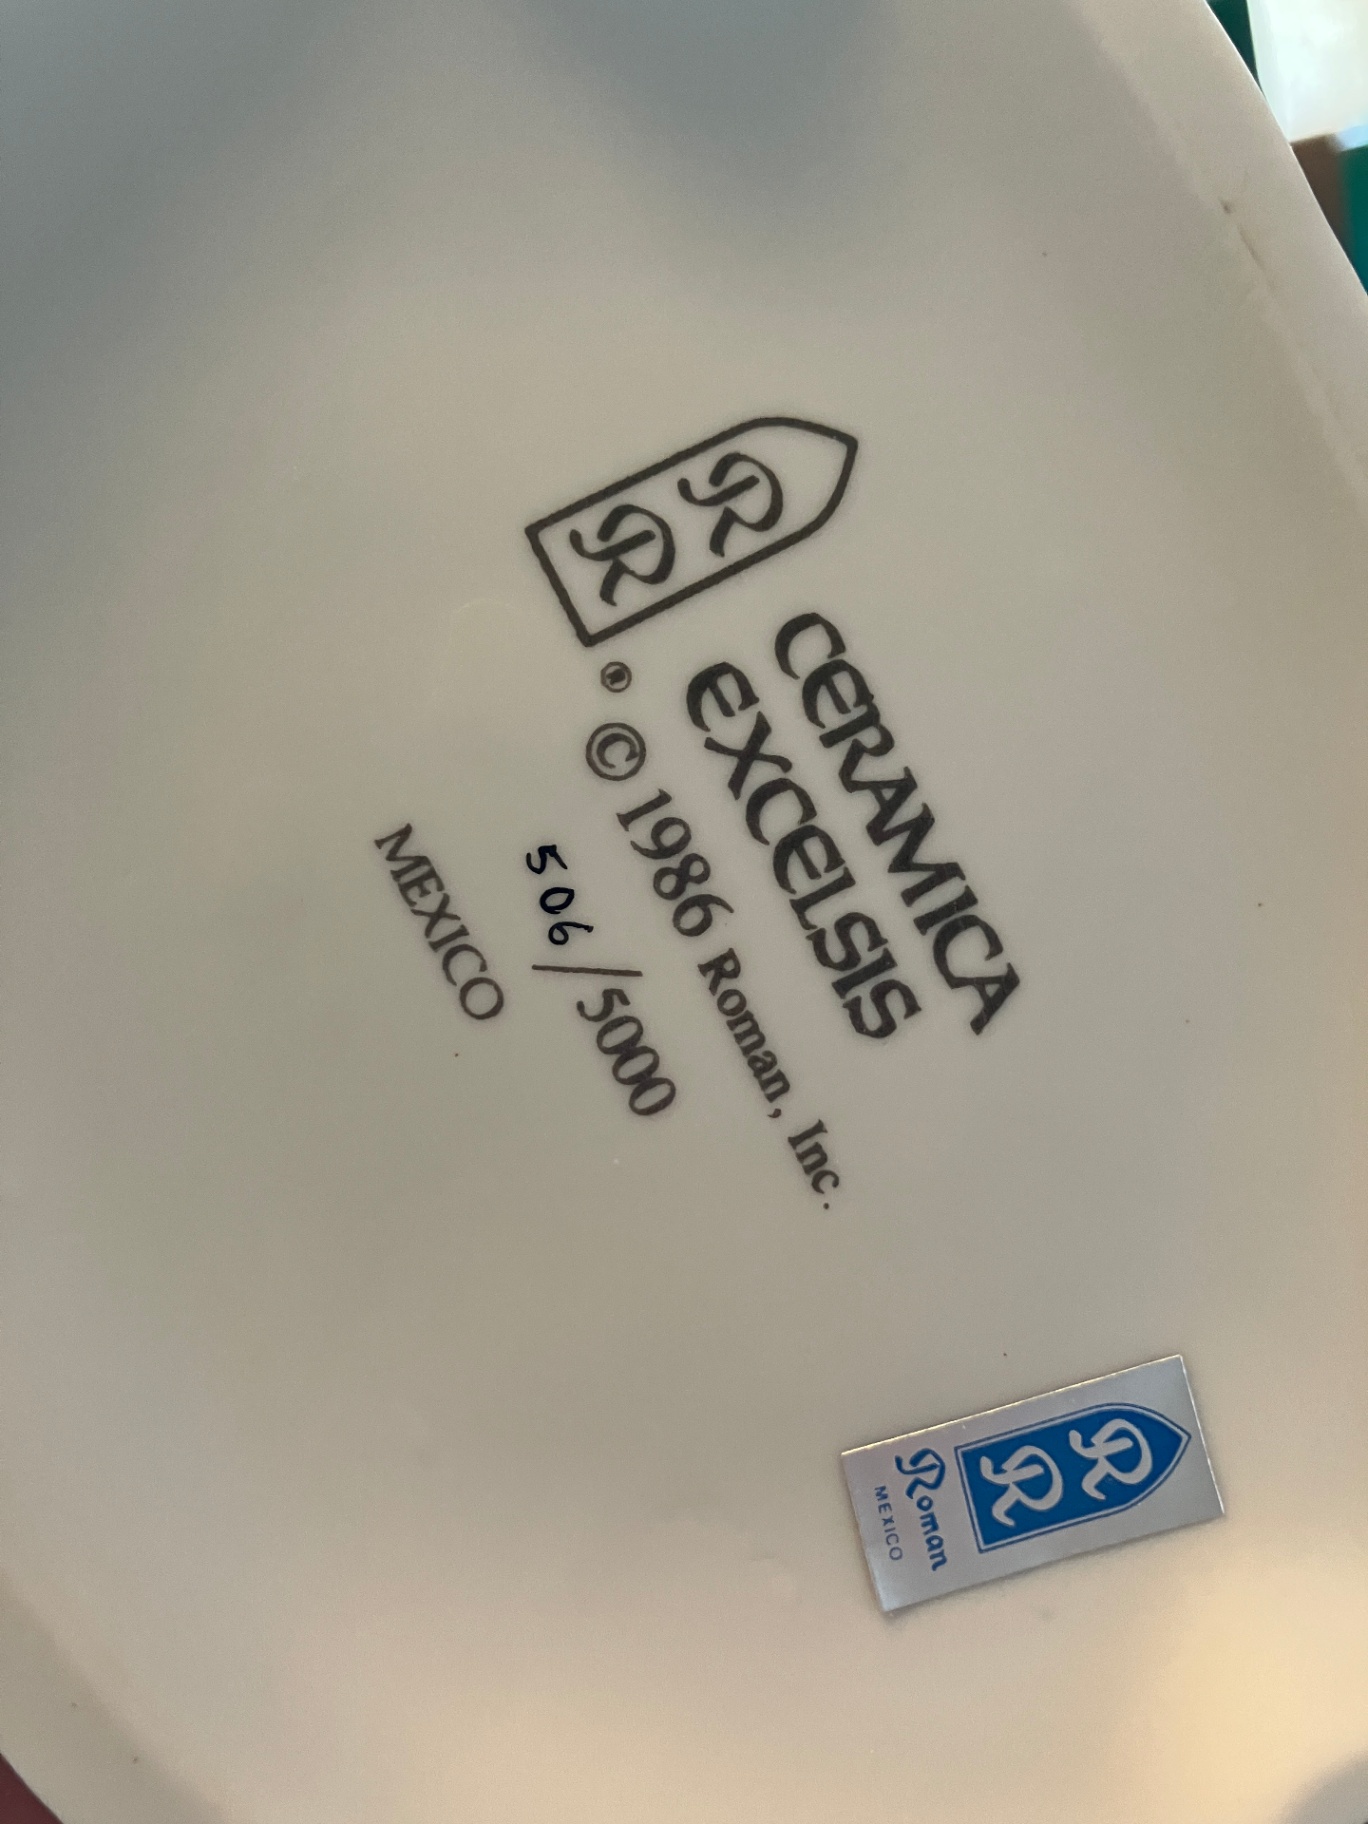 R
R
CERAMICA
EXCELSIS
® © 1986 Roman, Inc.
506/5000
MEXICO
R
R
Roman
MEXICO